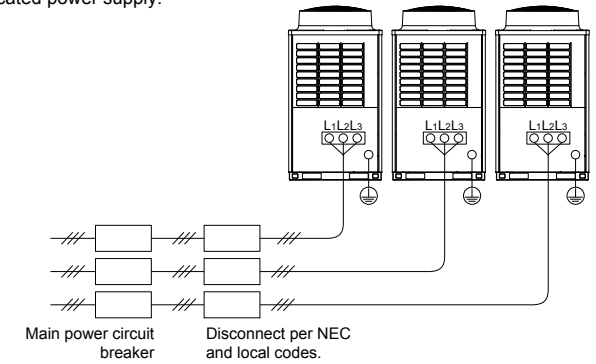 cated power supply.
L1L2L3 L1L2L3 L1L2L3
Main power circuit
breaker
Disconnect per NEC
and local codes.